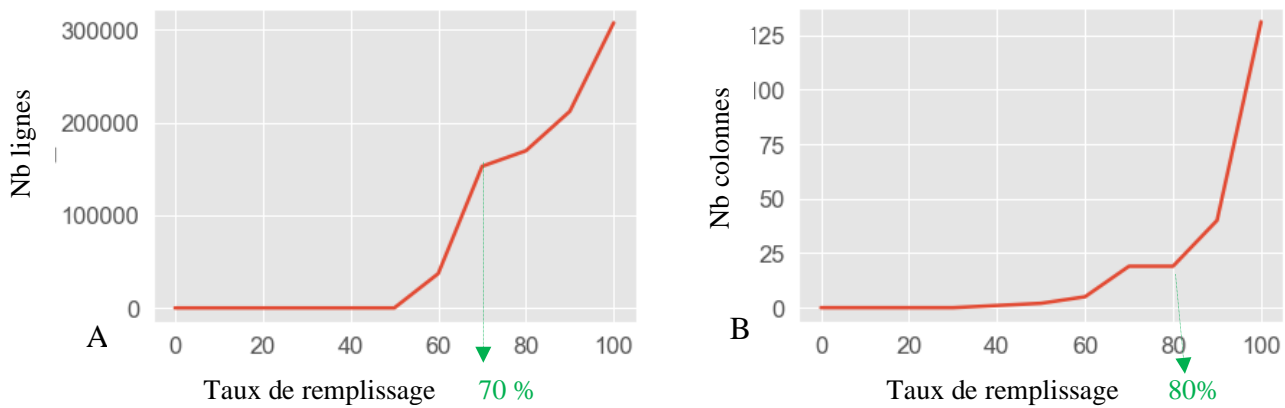 Nb lignes
300000
200000
100000
0
0 20 40 60 80 100
A
Taux de remplissage 70 %
Nb colonnes
125
100
75
50
25
0
0 20 40 60 80 100
B
Taux de remplissage 80%